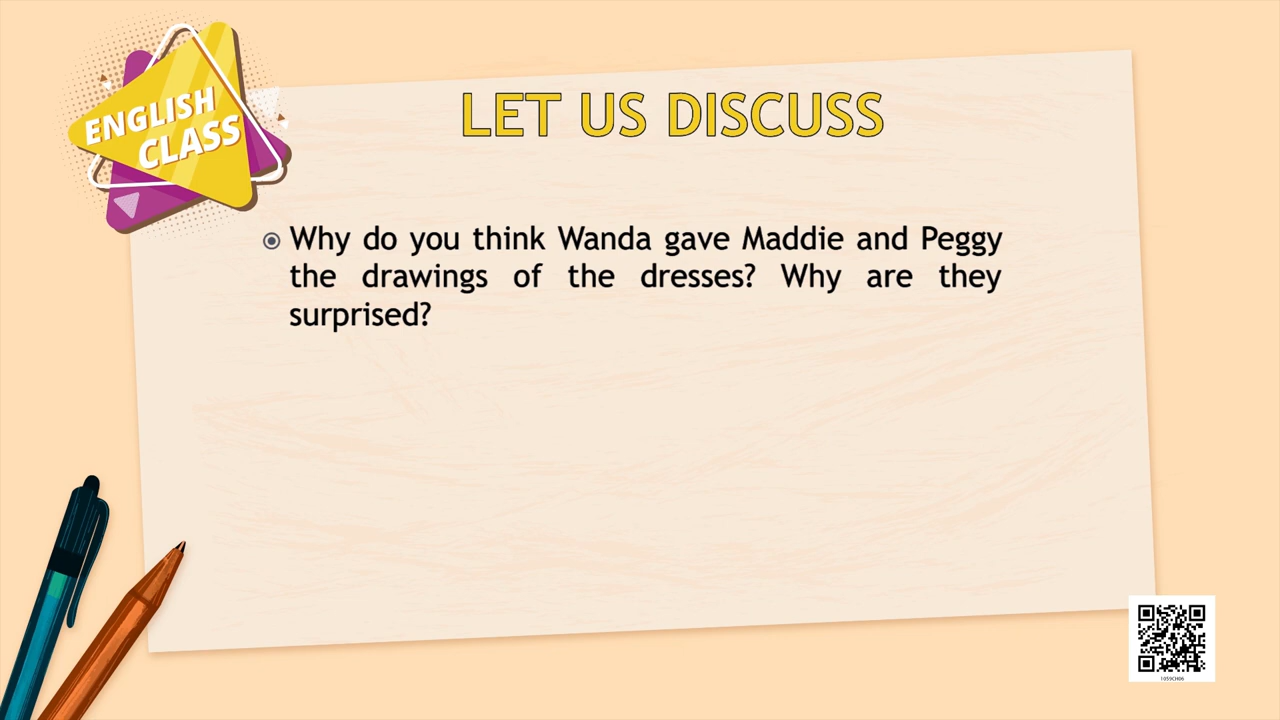 ENGLISH
CLASS
LET US DISCUSS
Why do you think Wanda gave Maddie and Peggy
the drawings of the dresses? Why are they
surprised?
1059CH06